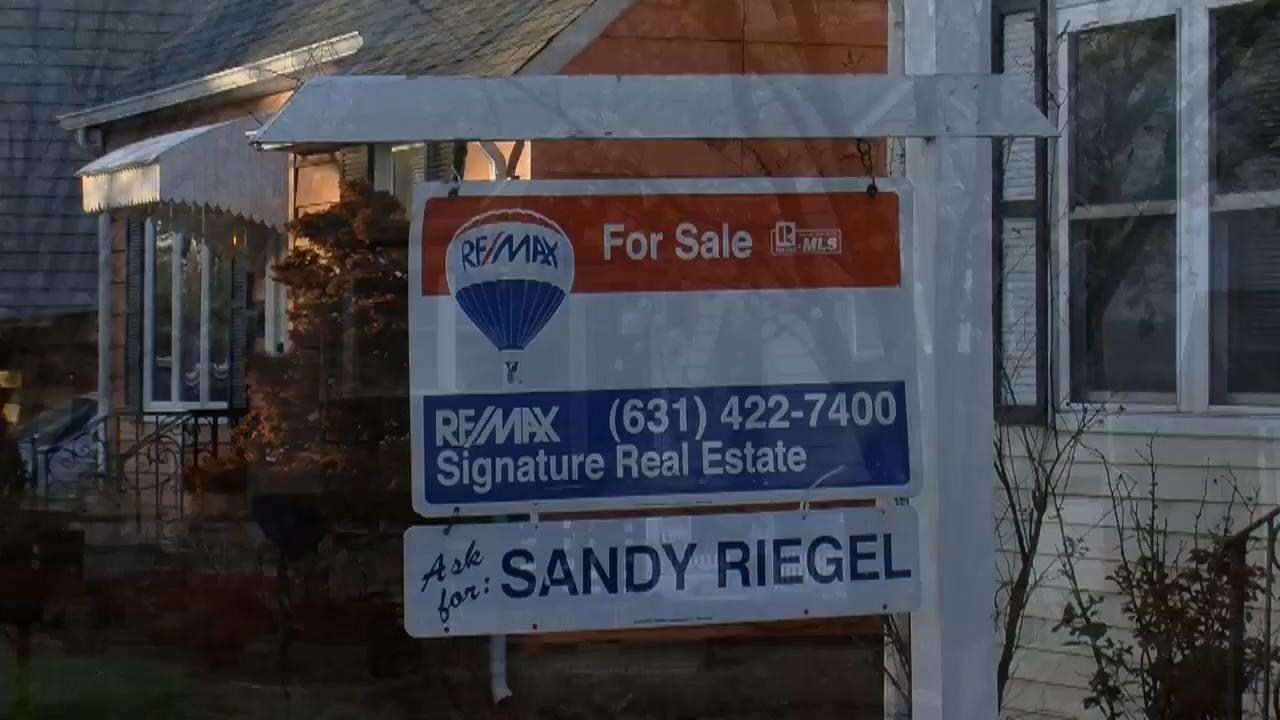 RE/MAX
For Sale
R MLS
RE/MAX (631) 422-7400
Signature Real Estate
Ask for: SANDY RIEGEL